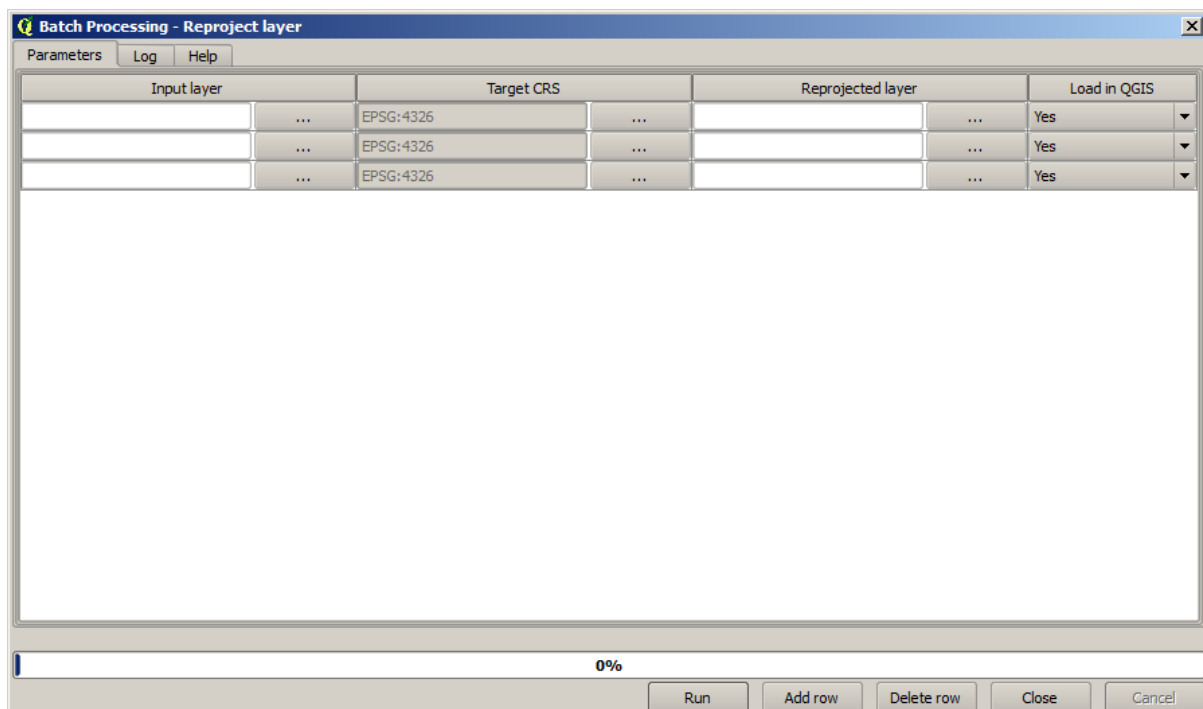 Batch Processing - Reproject layer
Parameters Log Help
Input layer Target CRS Reprojected layer Load in QGIS
... EPSG:4326 ... ... Yes
... EPSG:4326 ... ... Yes
... EPSG:4326 ... ... Yes
0%
Run Add row Delete row Close Cancel